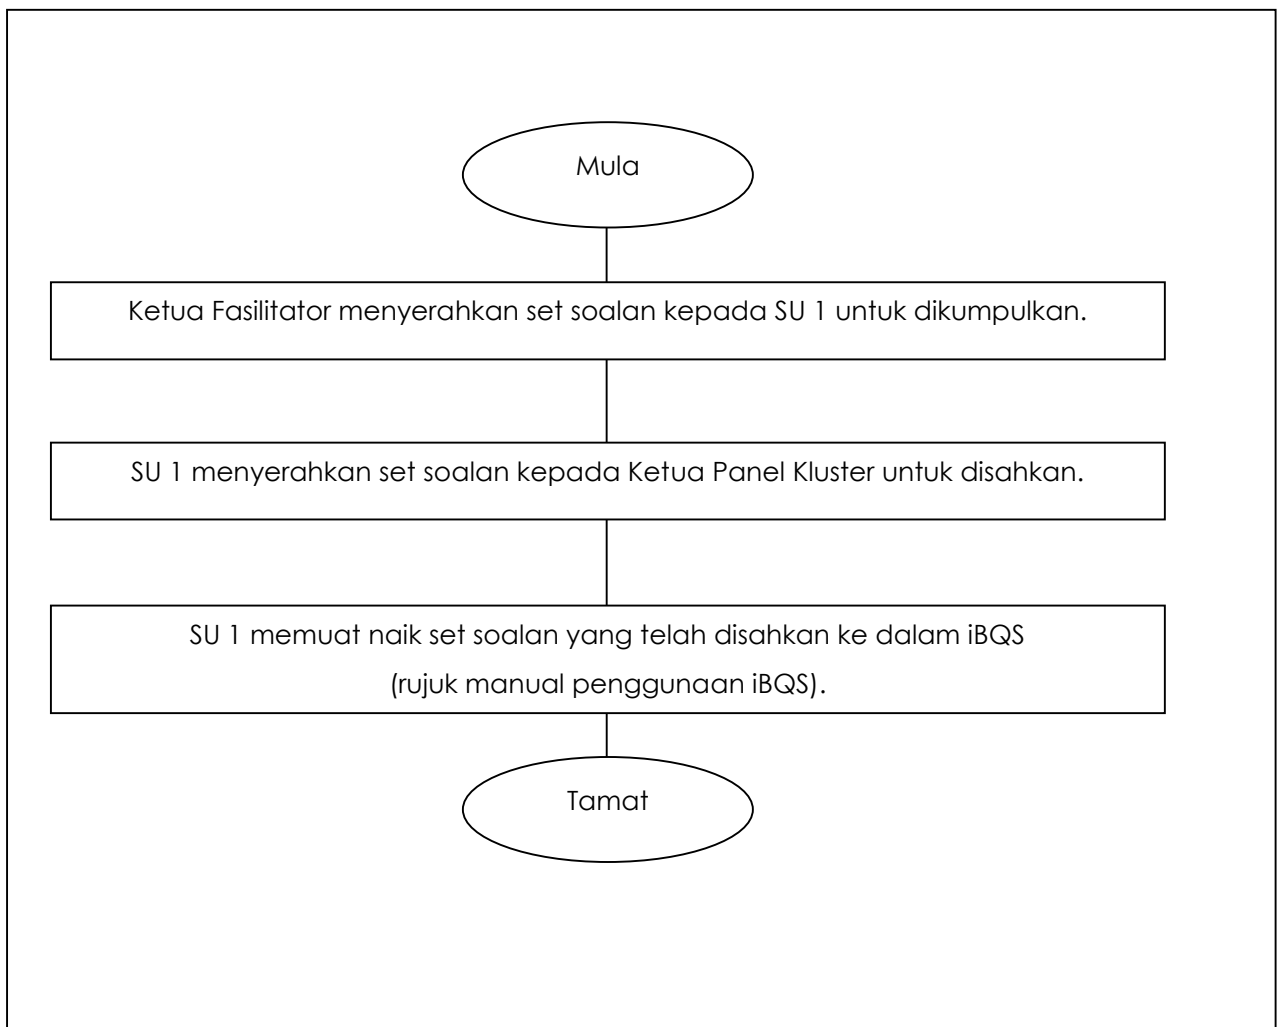 Mula
Ketua Fasilitator menyerahkan set soalan kepada SU 1 untuk dikumpulkan.
SU 1 menyerahkan set soalan kepada Ketua Panel Kluster untuk disahkan.
SU 1 memuat naik set soalan yang telah disahkan ke dalam iBQS
(rujuk manual penggunaan iBQS).
Tamat